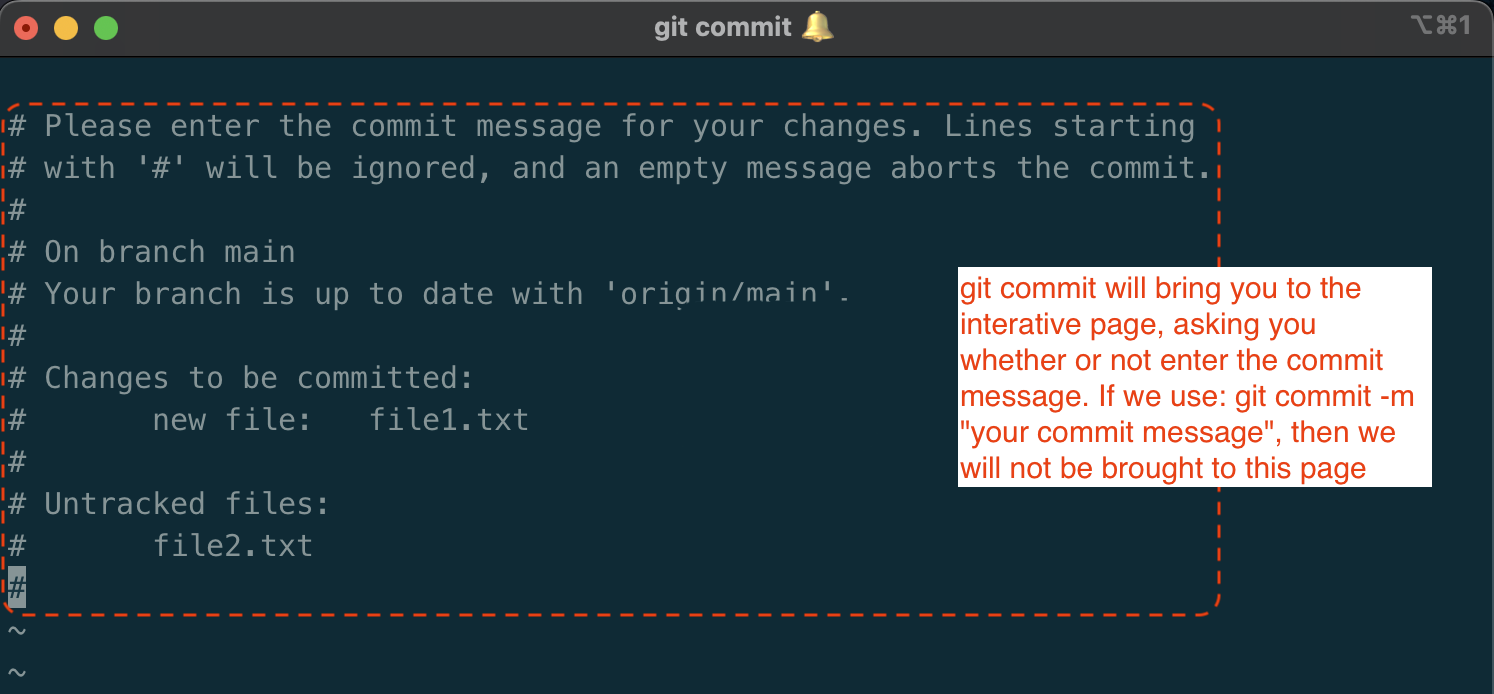 git commit 🔔
⌥⌘1
# Please enter the commit message for your changes. Lines starting
# with '#' will be ignored, and an empty message aborts the commit.
#
# On branch main
# Your branch is up to date with 'origin/main'.
#
# Changes to be committed:
#       new file:   file1.txt
#
# Untracked files:
#       file2.txt
#
~
~
git commit will bring you to the
interative page, asking you
whether or not enter the commit
message. If we use: git commit -m
"your commit message", then we
will not be brought to this page